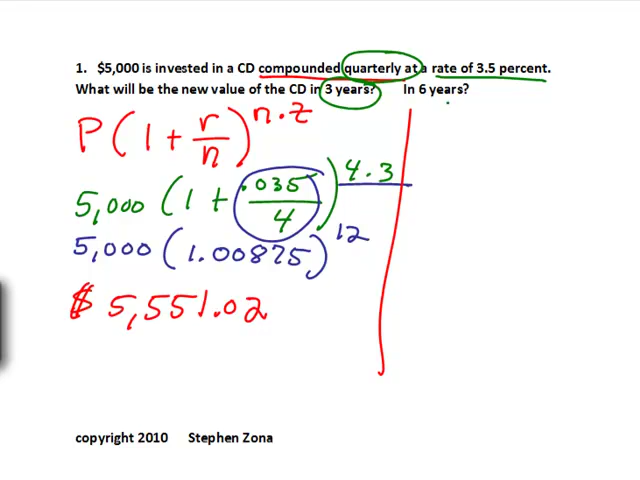 1. $5,000 is invested in a CD compounded quarterly at a rate of 3.5 percent.
What will be the new value of the CD in 3 years? In 6 years?
P(1 + r/n)^n·t
5,000 (1 + .035/4)^4·3
5,000 (1.00875)^12
$ 5,551.02
copyright 2010 Stephen Zona